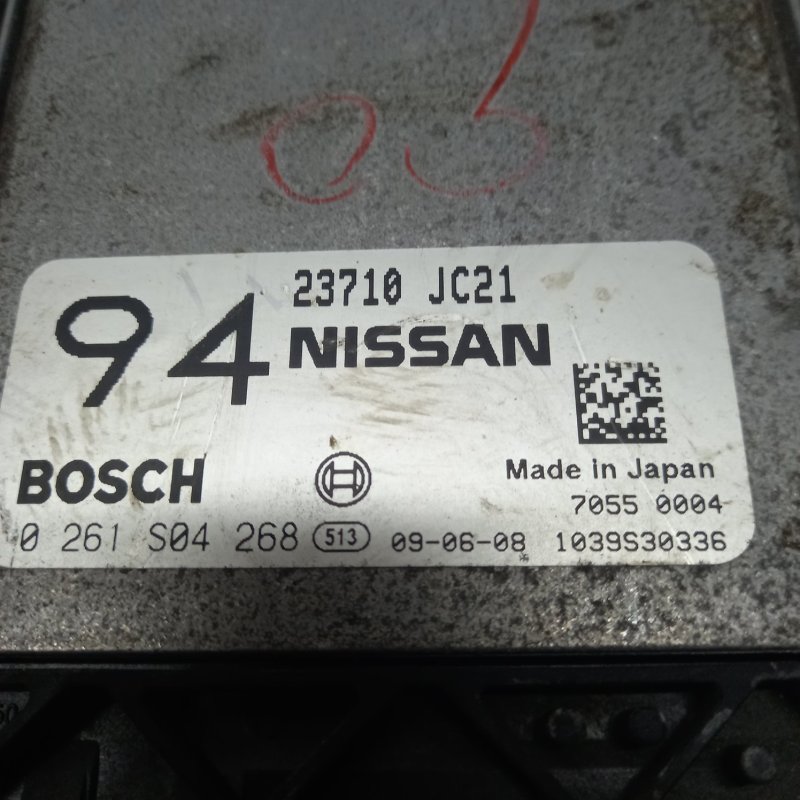 03
23710 JC21
94 NISSAN
BOSCH
Made in Japan
7055 0004
0 261 S04 268 513 09-06-08 1039S30336